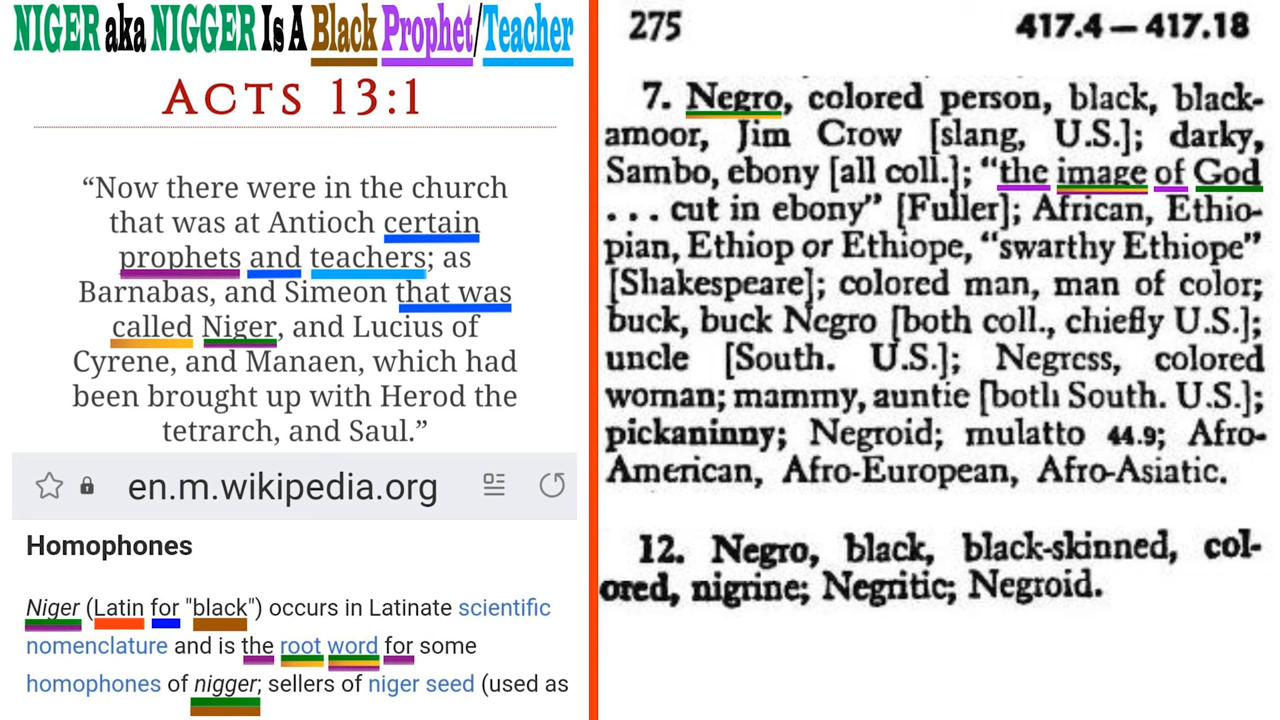 NIGER aka NIGGER Is A Black Prophet/Teacher
ACTS 13:1
“Now there were in the church
that was at Antioch certain
prophets and teachers; as
Barnabas, and Simeon that was
called Niger, and Lucius of
Cyrene, and Manaen, which had
been brought up with Herod the
tetrarch, and Saul.”
en.m.wikipedia.org
Homophones
Niger (Latin for "black") occurs in Latinate scientific
nomenclature and is the root word for some
homophones of nigger; sellers of niger seed (used as
275 417.4 — 417.18
7. Negro, colored person, black, black-
amoor, Jim Crow [slang, U.S.]; darky,
Sambo, ebony [all coll.]; “the image of God
. . . cut in ebony” [Fuller]; African, Ethio-
pian, Ethiop or Ethiope, “swarthy Ethiope”
[Shakespeare]; colored man, man of color;
buck, buck Negro [both coll., chiefly U.S.];
uncle [South. U.S.]; Negress, colored
woman; mammy, auntie [both South. U.S.];
pickaninny; Negroid; mulatto 44.9; Afro-
American, Afro-European, Afro-Asiatic.
12. Negro, black, black-skinned, col-
ored, nigrine; Negritic; Negroid.